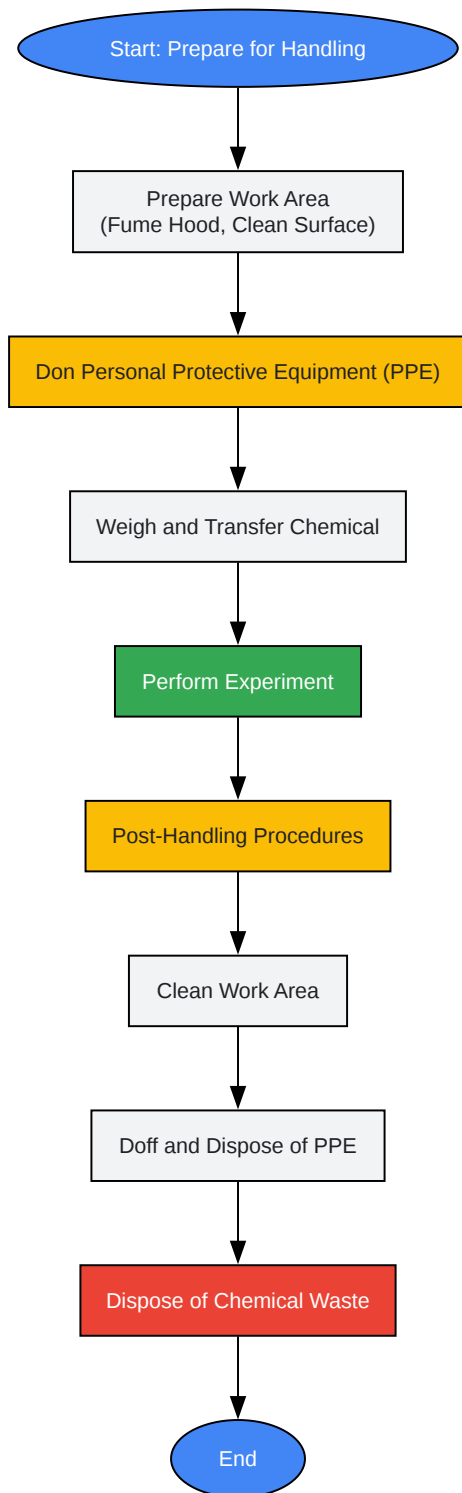 Start: Prepare for Handling
Prepare Work Area
(Fume Hood, Clean Surface)
Don Personal Protective Equipment (PPE)
Weigh and Transfer Chemical
Perform Experiment
Post-Handling Procedures
Clean Work Area
Doff and Dispose of PPE
Dispose of Chemical Waste
End